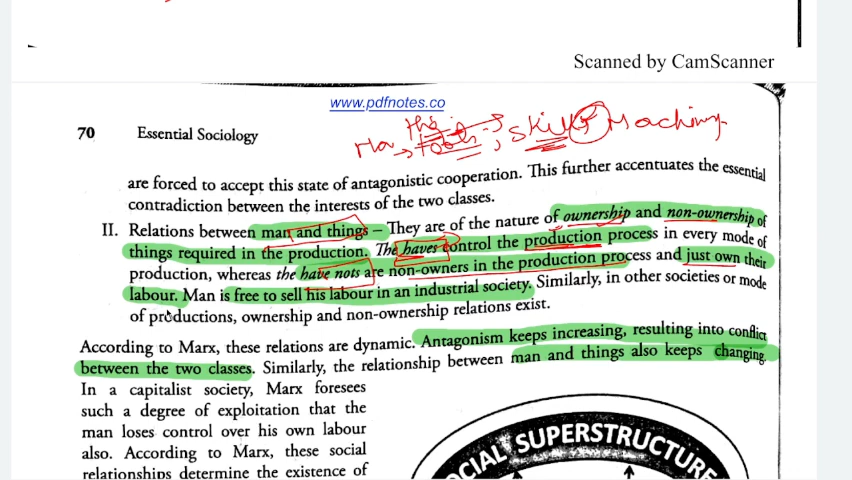 Scanned by CamScanner
www.pdfnotes.co
70 Essential Sociology
tools , skills Machinery
are forced to accept this state of antagonistic cooperation. This further accentuates the essential
contradiction between the interests of the two classes.
II. Relations between man and things – They are of the nature of ownership and non-ownership of
things required in the production. The haves control the production process in every mode of
production, whereas the have nots are non-owners in the production process and just own their
labour. Man is free to sell his labour in an industrial society. Similarly, in other societies or mode
of productions, ownership and non-ownership relations exist.
According to Marx, these relations are dynamic. Antagonism keeps increasing, resulting into conflict
between the two classes. Similarly, the relationship between man and things also keeps changing.
In a capitalist society, Marx foresees
such a degree of exploitation that the
man loses control over his own labour
also. According to Marx, these social
relationships determine the existence of
SUPERSTRUCTURE